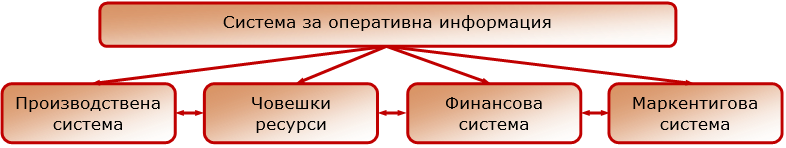 Система за оперативна информация
Производствена
система
Човешки
ресурси
Финансова
система
Маркентигова
система